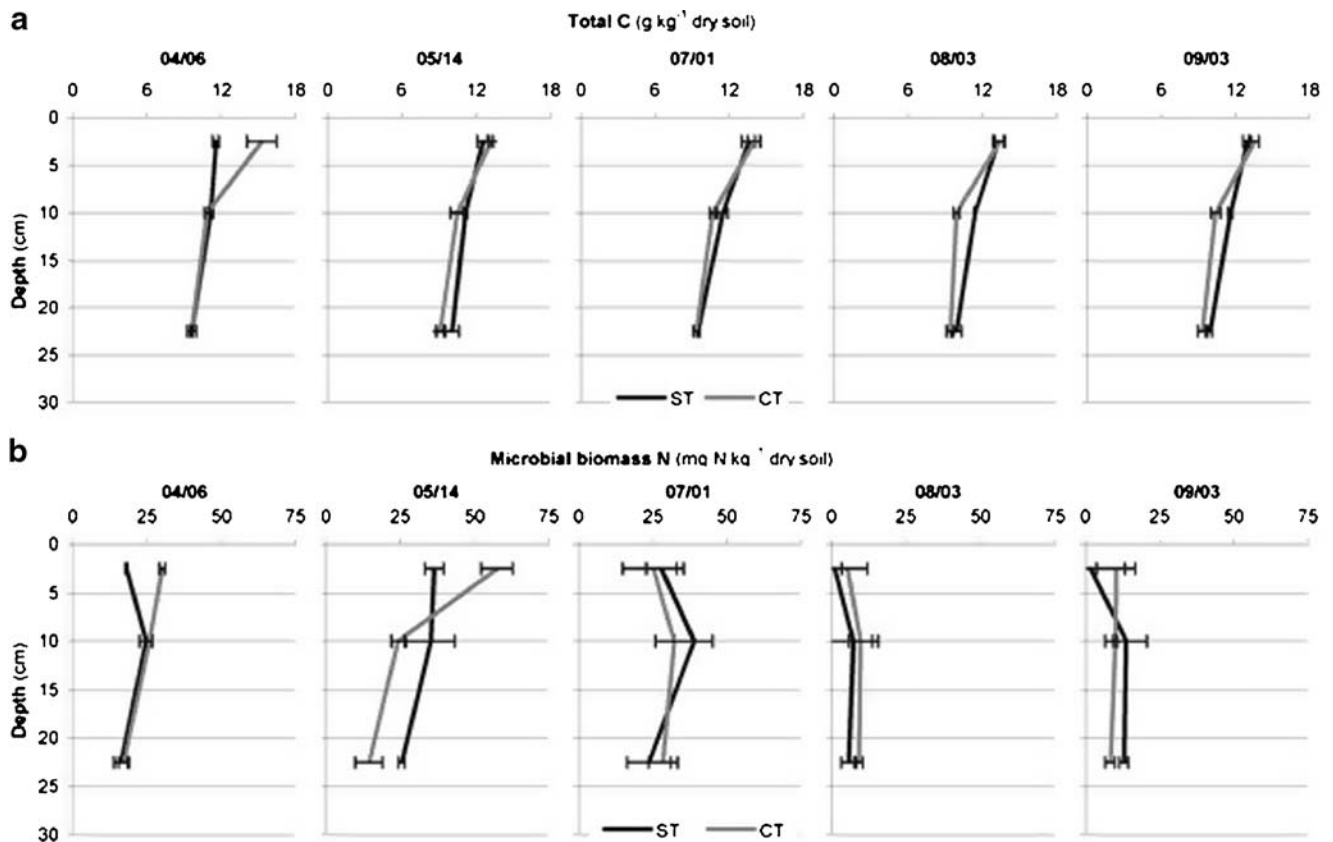 a
Total C (g kg⁻¹ dry soil)
04/06 05/14 07/01 08/03 09/03
0 6 12 18 0 6 12 18 0 6 12 18 0 6 12 18 0 6 12 18
0
5
10
15
20
25
30
Depth (cm)
ST CT
b
Microbial biomass N (mg N kg⁻¹ dry soil)
04/06 05/14 07/01 08/03 09/03
0 25 50 75 0 25 50 75 0 25 50 75 0 25 50 75 0 25 50 75
0
5
10
15
20
25
30
Depth (cm)
ST CT